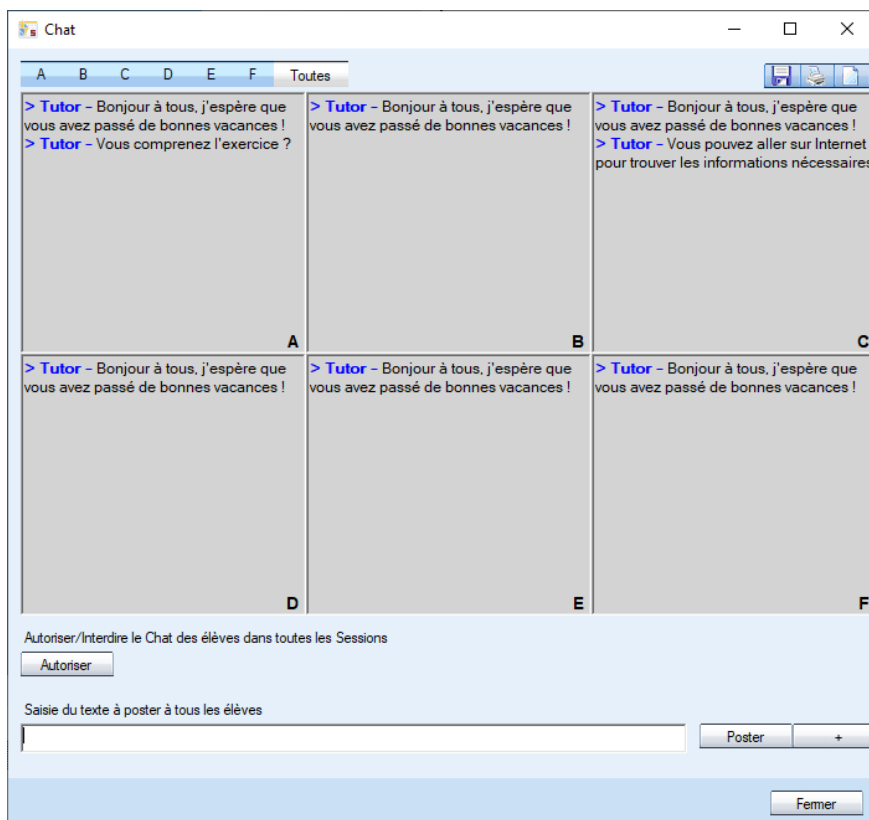 Chat
A B C D E F Toutes
> Tutor - Bonjour à tous, j'espère que
vous avez passé de bonnes vacances !
> Tutor - Vous comprenez l'exercice ?
A
> Tutor - Bonjour à tous, j'espère que
vous avez passé de bonnes vacances !
B
> Tutor - Bonjour à tous, j'espère que
vous avez passé de bonnes vacances !
> Tutor - Vous pouvez aller sur Internet
pour trouver les informations nécessaires
C
> Tutor - Bonjour à tous, j'espère que
vous avez passé de bonnes vacances !
D
> Tutor - Bonjour à tous, j'espère que
vous avez passé de bonnes vacances !
E
> Tutor - Bonjour à tous, j'espère que
vous avez passé de bonnes vacances !
F
Autoriser/Interdire le Chat des élèves dans toutes les Sessions
Autoriser
Saisie du texte à poster à tous les élèves
Poster +
Fermer